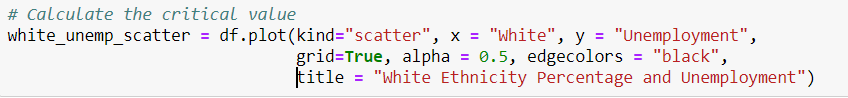 # Calculate the critical value
white_unemp_scatter = df.plot(kind="scatter", x = "White", y = "Unemployment",
grid=True, alpha = 0.5, edgecolors = "black",
title = "White Ethnicity Percentage and Unemployment")